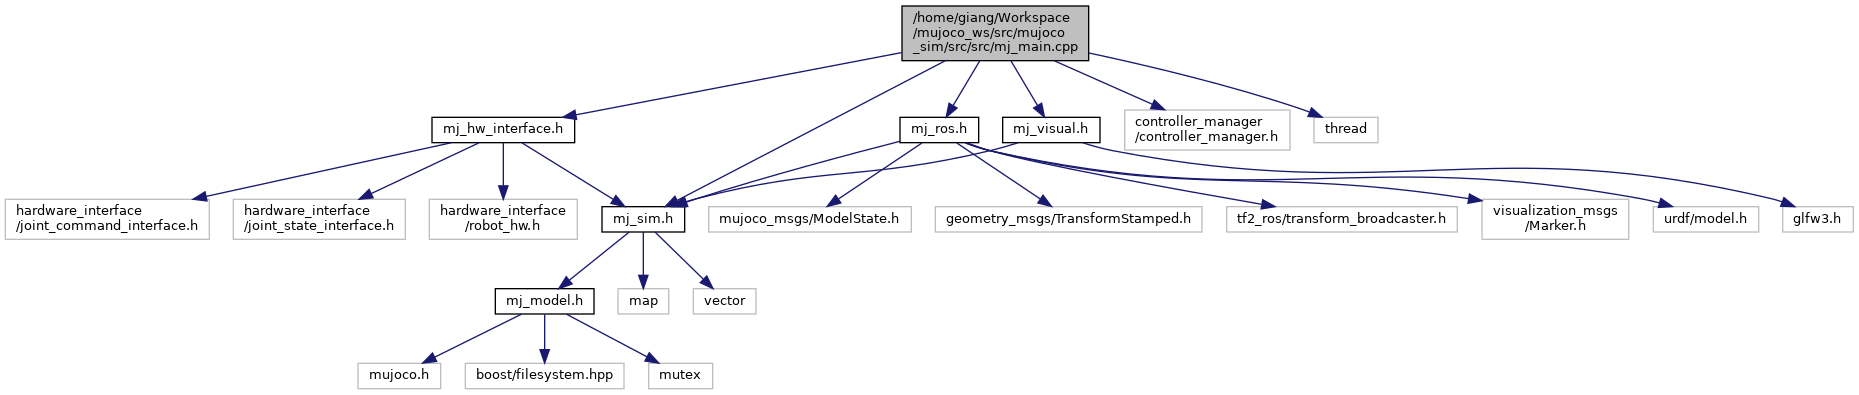 /home/giang/Workspace
/mujoco_ws/src/mujoco
_sim/src/src/mj_main.cpp
mj_hw_interface.h
mj_ros.h
mj_visual.h
controller_manager
/controller_manager.h
thread
hardware_interface
/joint_command_interface.h
hardware_interface
/joint_state_interface.h
hardware_interface
/robot_hw.h
mj_sim.h
mujoco_msgs/ModelState.h
geometry_msgs/TransformStamped.h
tf2_ros/transform_broadcaster.h
visualization_msgs
/Marker.h
urdf/model.h
glfw3.h
mj_model.h
map
vector
mujoco.h
boost/filesystem.hpp
mutex